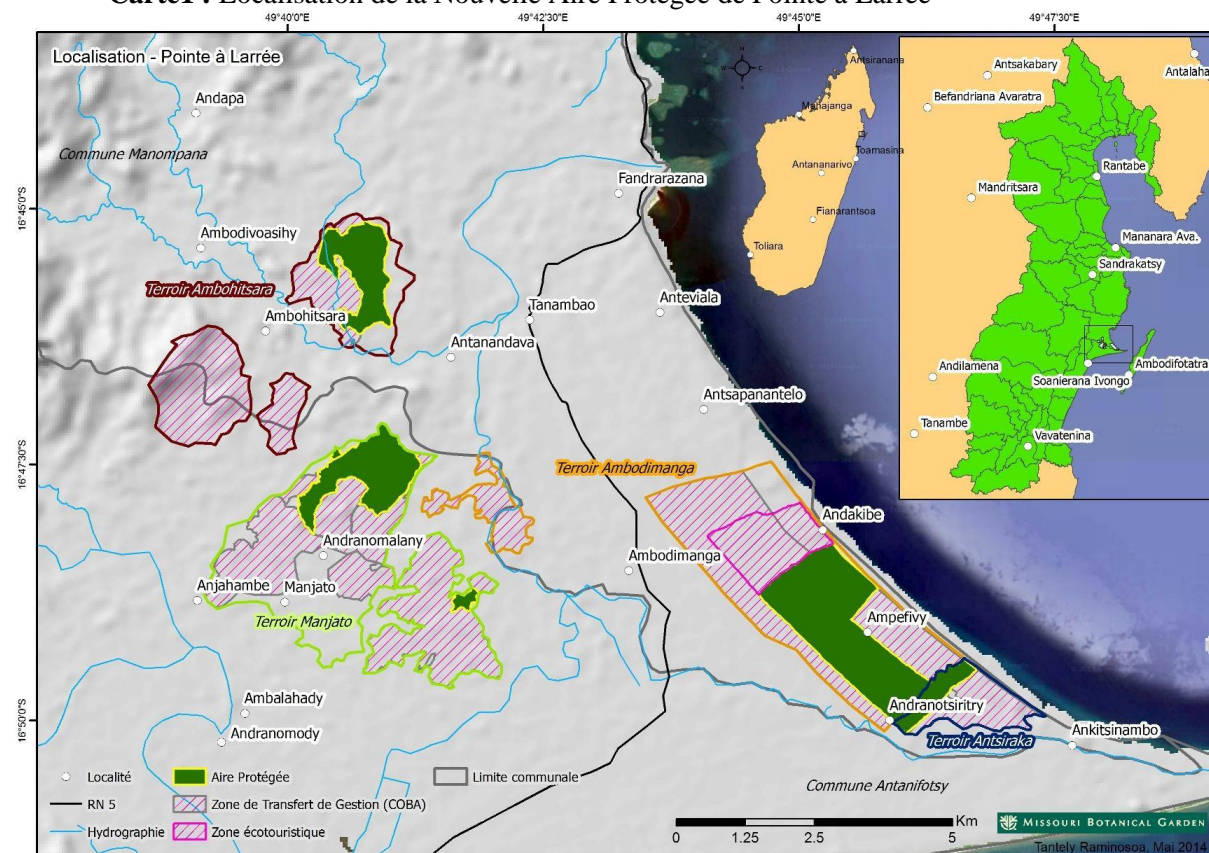 Carte1 : Localisation de la Nouvelle Aire Protégée de Pointe à Larrée
49°40'0"E
49°42'30"E
49°45'0"E
49°47'30"E
Localisation - Pointe à Larrée
Andapa
Commune Manompana
Fandrarazana
16°45'0"S
Ambodivoasihy
Terroir Ambohitsara
Ambohitsara
Tanambao
Anteviala
Antanandava
Antsapanantelo
16°47'30"S
Terroir Ambodimanga
Andakibe
Andranomalany
Ambodimanga
Anjahambe
Manjato
Terroir Manjato
Ampefivy
Ambalahady
Andranomody
16°50'0"S
Andranotsiritry
Terroir Antsiraka
Ankitsinambo
Commune Antanifotsy
N
W
E
S
Antsiranana
Mahajanga
Toamasina
Antananarivo
Fianarantsoa
Toliara
Antsakabary
Antalaha
Befandriana Avaratra
Rantabe
Mandritsara
Mananara Ava.
Sandrakatsy
Andilamena
Ambodifotatra
Soanierana Ivongo
Tanambe
Vavatenina
Localité
Aire Protégée
Limite communale
RN 5
Zone de Transfert de Gestion (COBA)
Hydrographie
Zone écotouristique
Km
0
1.25
2.5
5
MISSOURI BOTANICAL GARDEN
Tantely Raminosoa, Mai 2014